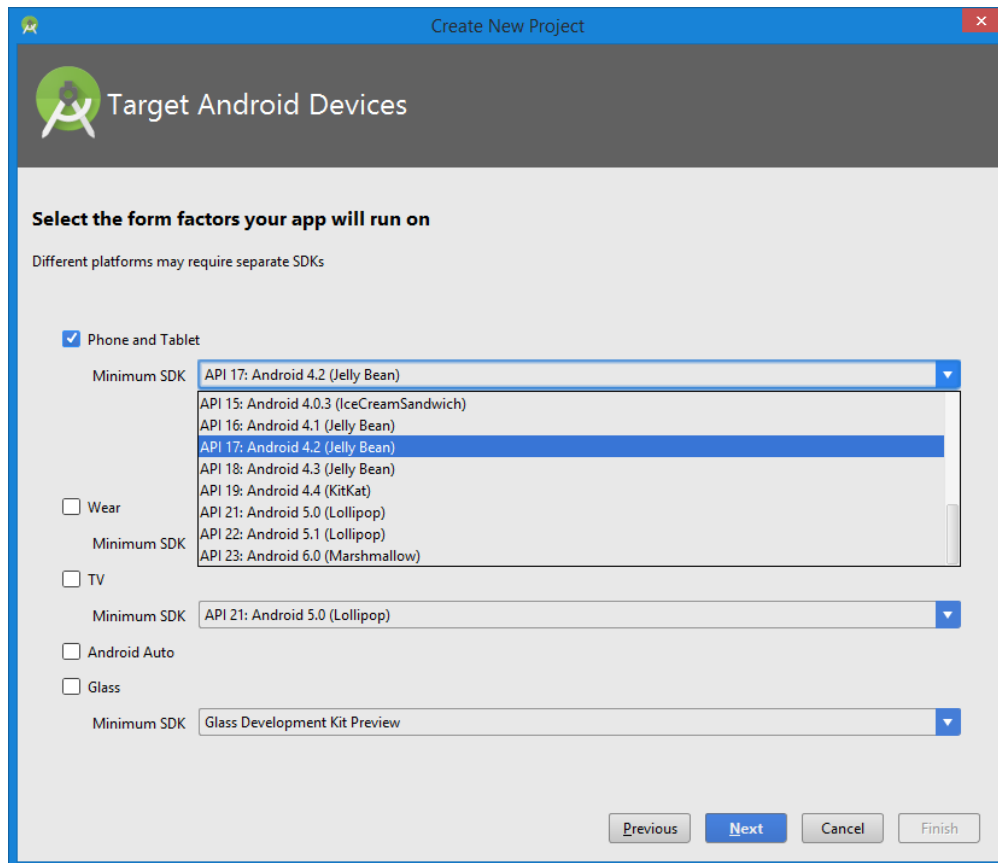 Create New Project
Target Android Devices
Select the form factors your app will run on
Different platforms may require separate SDKs
Phone and Tablet
Minimum SDK API 17: Android 4.2 (Jelly Bean)
API 15: Android 4.0.3 (IceCreamSandwich)
API 16: Android 4.1 (Jelly Bean)
API 17: Android 4.2 (Jelly Bean)
API 18: Android 4.3 (Jelly Bean)
API 19: Android 4.4 (KitKat)
API 21: Android 5.0 (Lollipop)
API 22: Android 5.1 (Lollipop)
API 23: Android 6.0 (Marshmallow)
Wear
Minimum SDK
TV
Minimum SDK API 21: Android 5.0 (Lollipop)
Android Auto
Glass
Minimum SDK Glass Development Kit Preview
Previous Next Cancel Finish